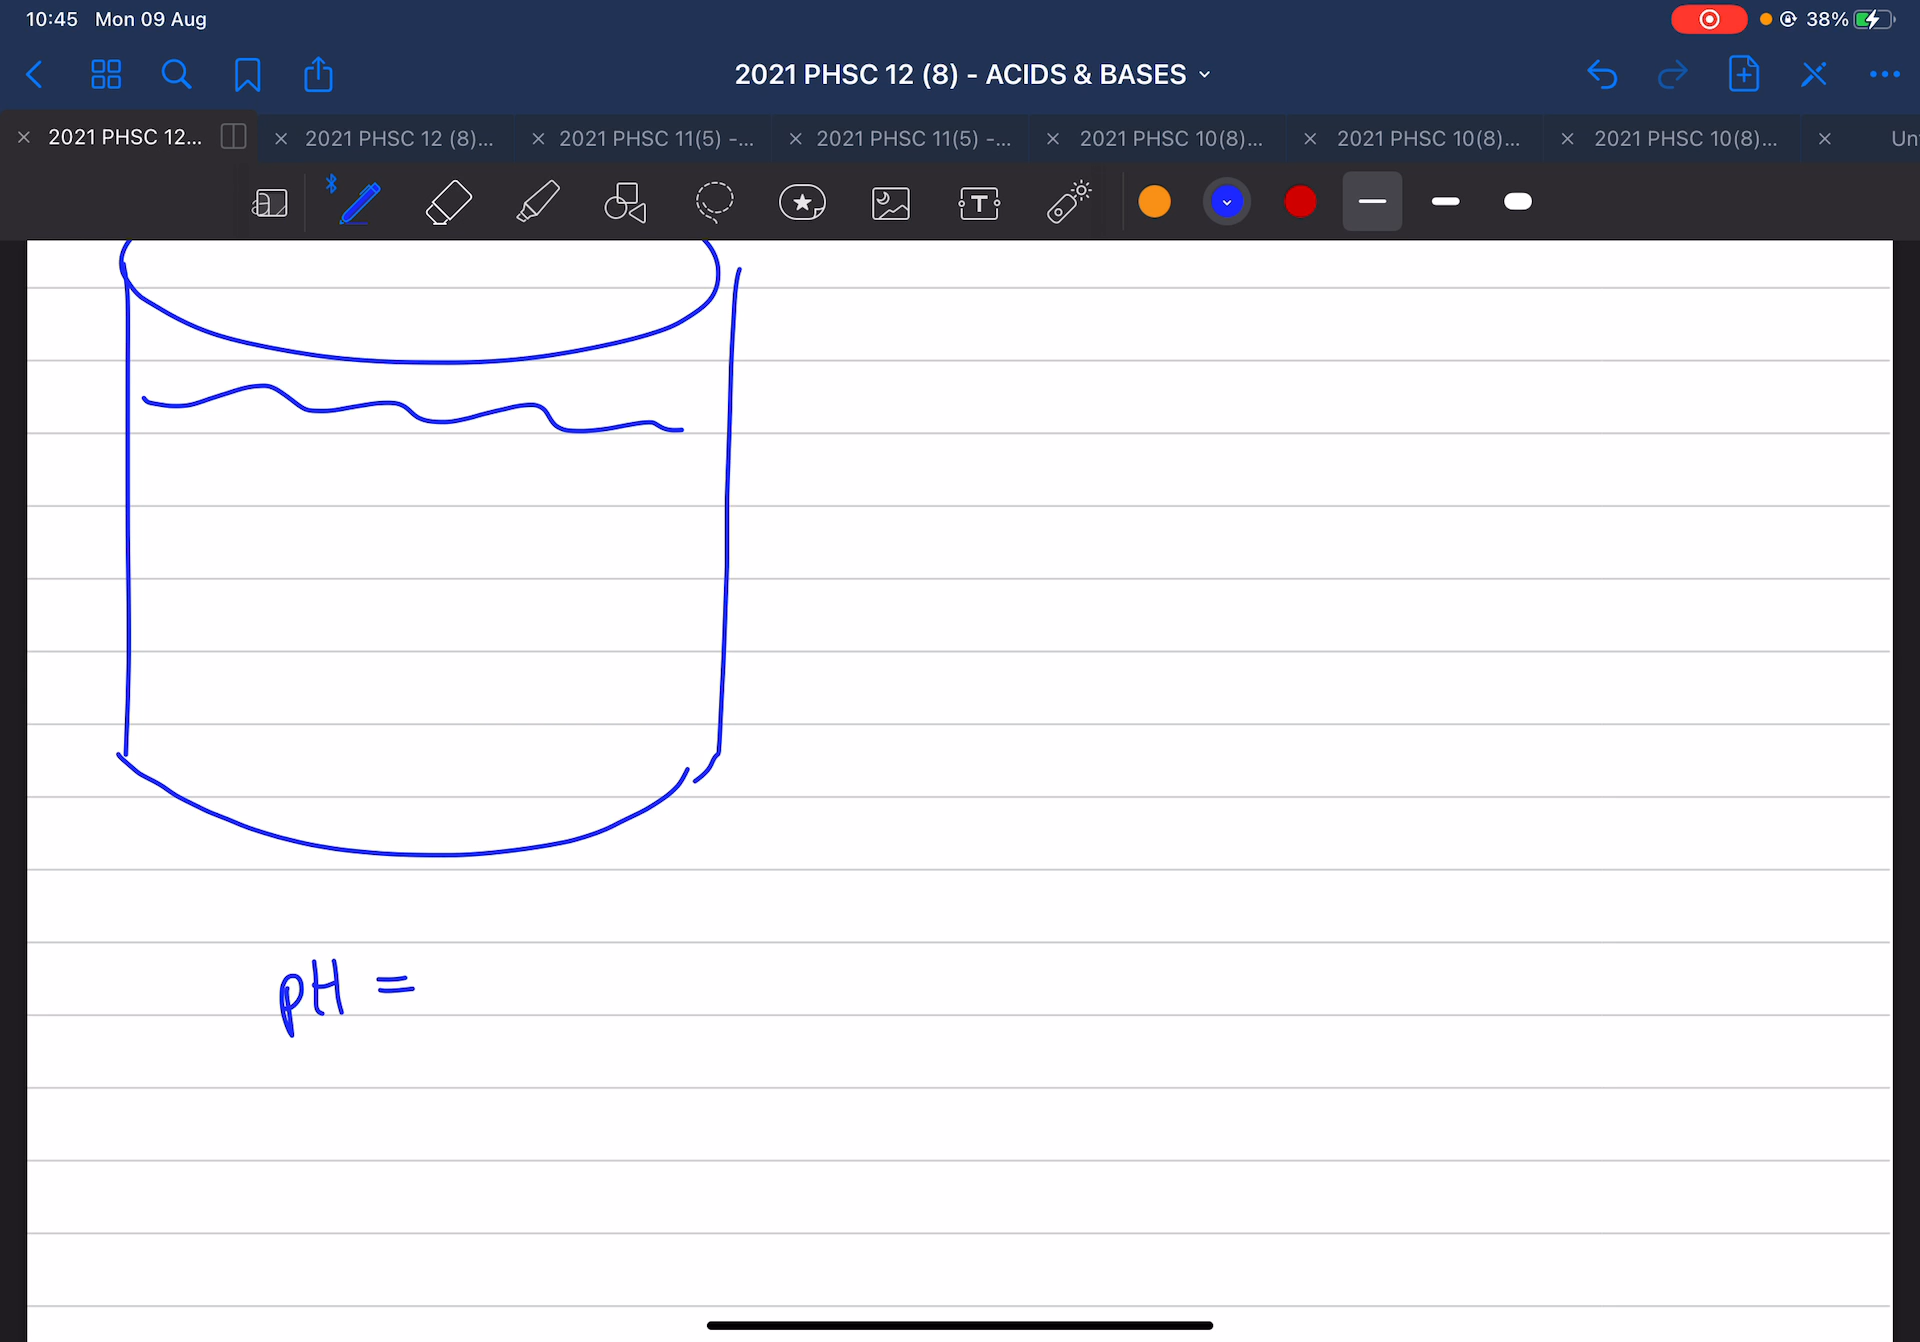 10:45 Mon 09 Aug 38%
2021 PHSC 12 (8) - ACIDS & BASES
2021 PHSC 12... 2021 PHSC 12 (8)... 2021 PHSC 11(5) -... 2021 PHSC 11(5) -... 2021 PHSC 10(8)... 2021 PHSC 10(8)... 2021 PHSC 10(8)...
pH =